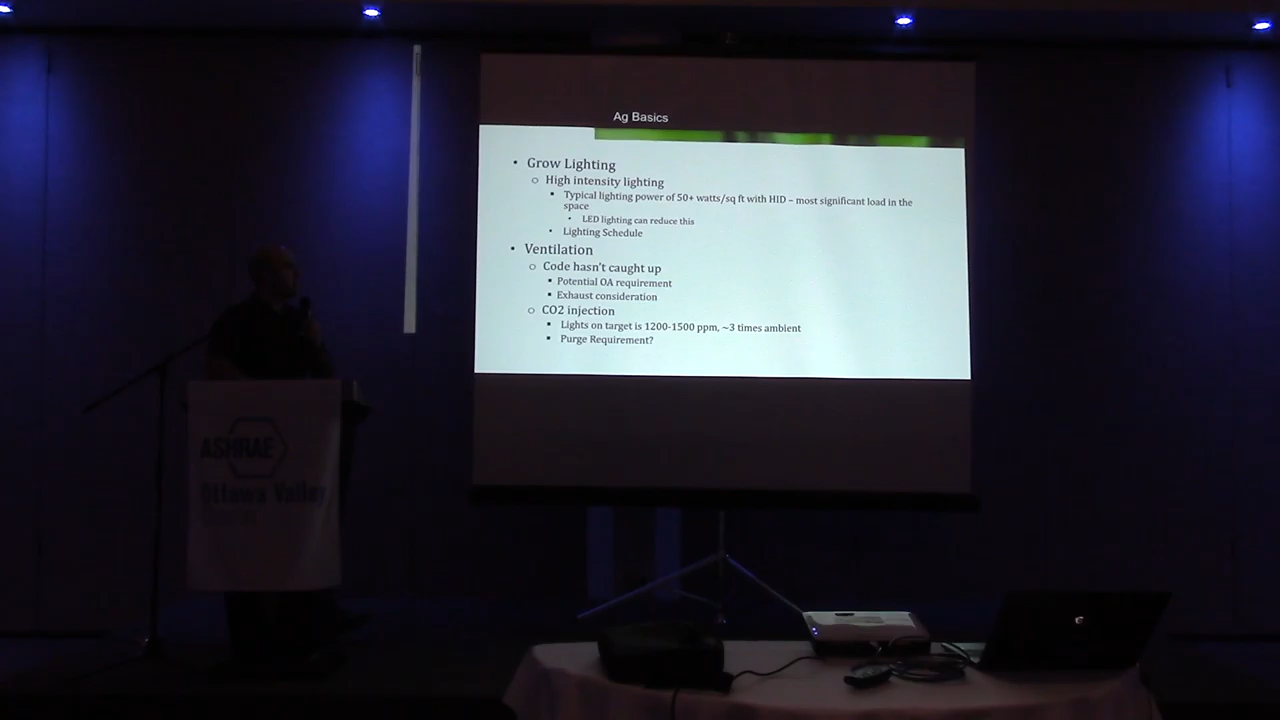 Ag Basics
• Grow Lighting
o High intensity lighting
▪ Typical lighting power of 50+ watts/sq ft with HID – most significant load in the
space
• LED lighting can reduce this
▪ Lighting Schedule
• Ventilation
o Code hasn't caught up
▪ Potential OA requirement
▪ Exhaust consideration
o CO2 injection
▪ Lights on target is 1200-1500 ppm, ~3 times ambient
▪ Purge Requirement?
ASHRAE
Ottawa Valley